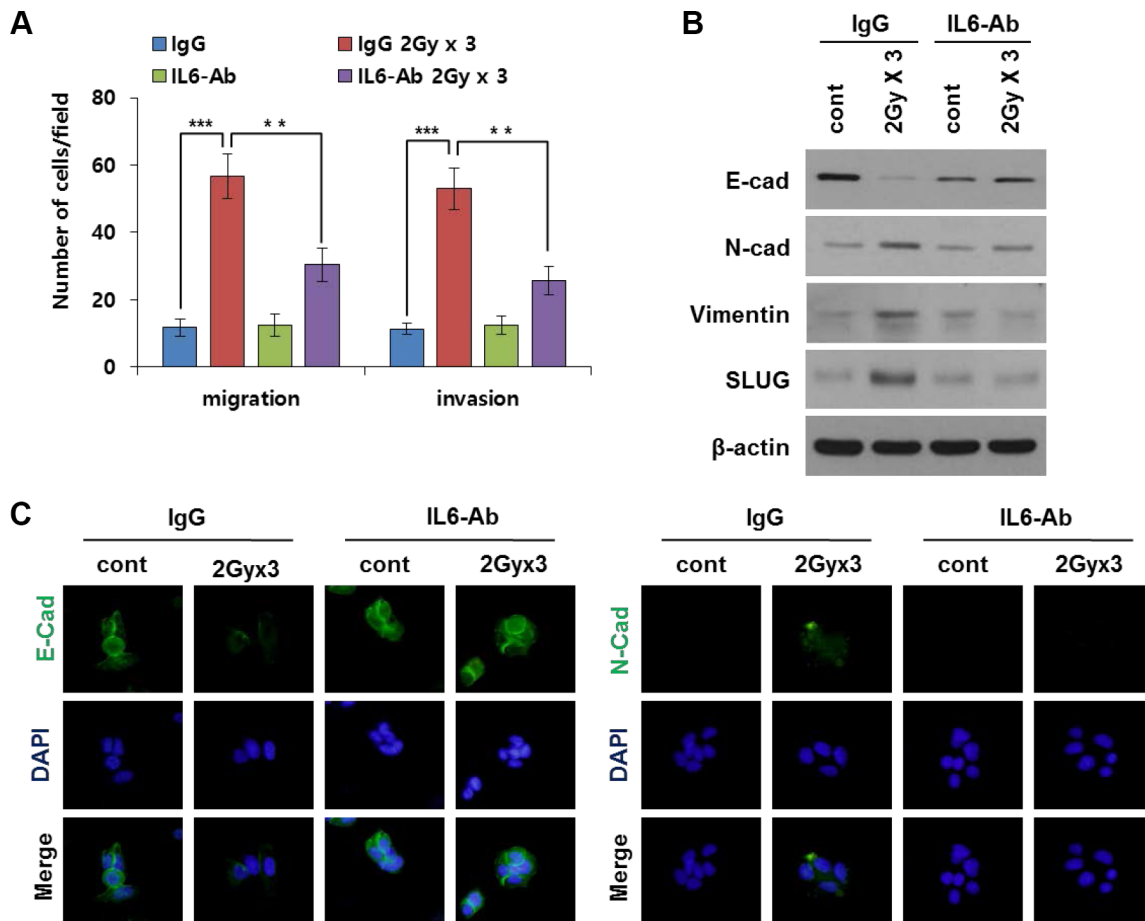 A
IgG
IgG 2Gy x 3
IL6-Ab
IL6-Ab 2Gy x 3
Number of cells/field
80
60
40
20
0
***
* *
***
* *
migration
invasion
B
IgG
IL6-Ab
cont
2Gy X 3
cont
2Gy X 3
E-cad
N-cad
Vimentin
SLUG
β-actin
C
IgG
IL6-Ab
cont
2Gyx3
cont
2Gyx3
E-Cad
DAPI
Merge
IgG
IL6-Ab
cont
2Gyx3
cont
2Gyx3
N-Cad
DAPI
Merge